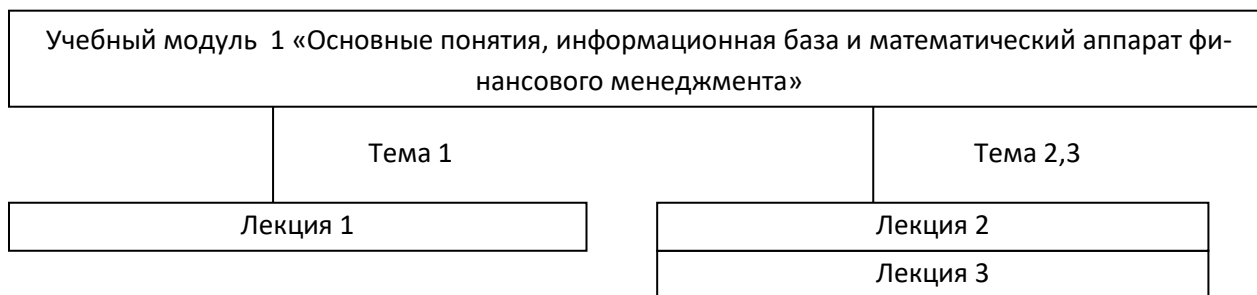 Учебный модуль 1 «Основные понятия, информационная база и математический аппарат фи-
нансового менеджмента»
Тема 1
Тема 2,3
Лекция 1
Лекция 2
Лекция 3